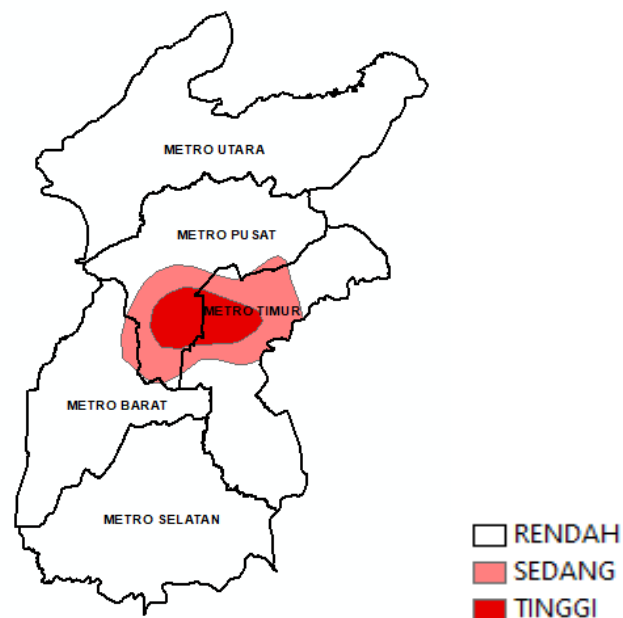 METRO UTARA
METRO PUSAT
METRO TIMUR
METRO BARAT
METRO SELATAN
RENDAH
SEDANG
TINGGI